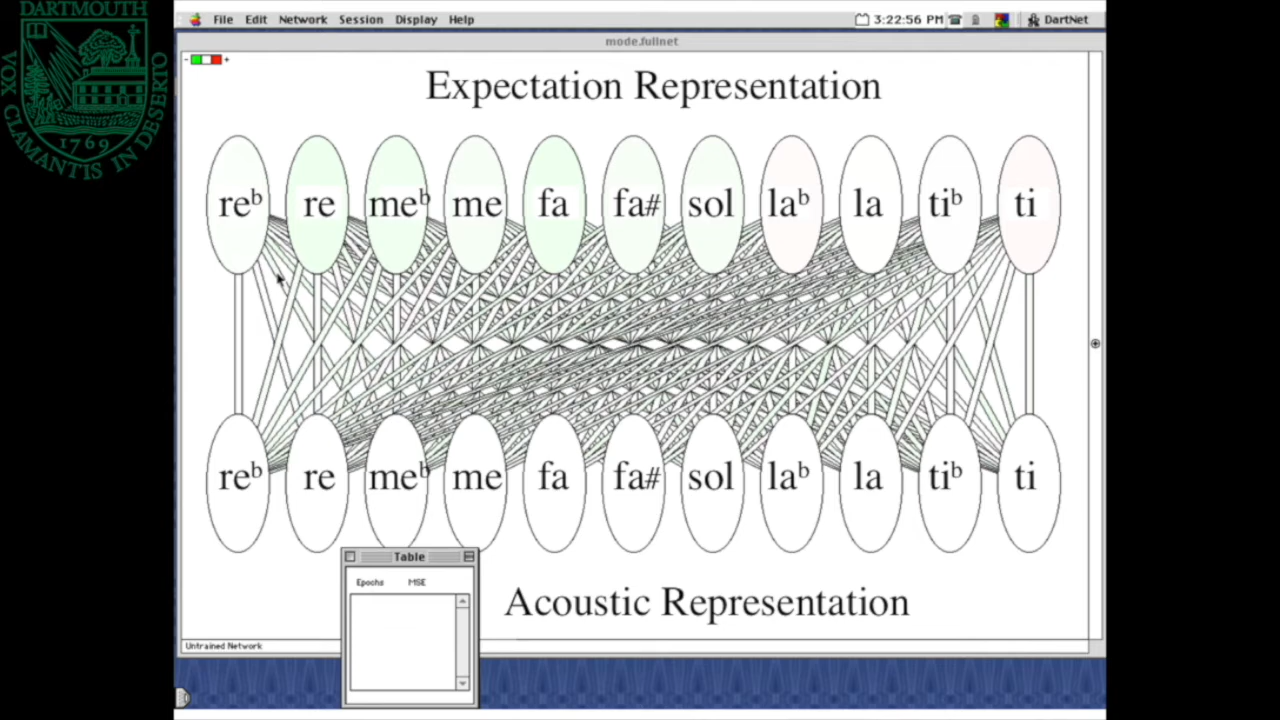 DARTMOUTH
VOX CLAMANTIS IN DESERTO
1769
File Edit Network Session Display Help
3:22:56 PM DartNet
mode.fullnet
- +
Expectation Representation
reb re meb me fa fa# sol lab la tib ti
reb re meb me fa fa# sol lab la tib ti
Table
Epochs MSE
Acoustic Representation
Untrained Network